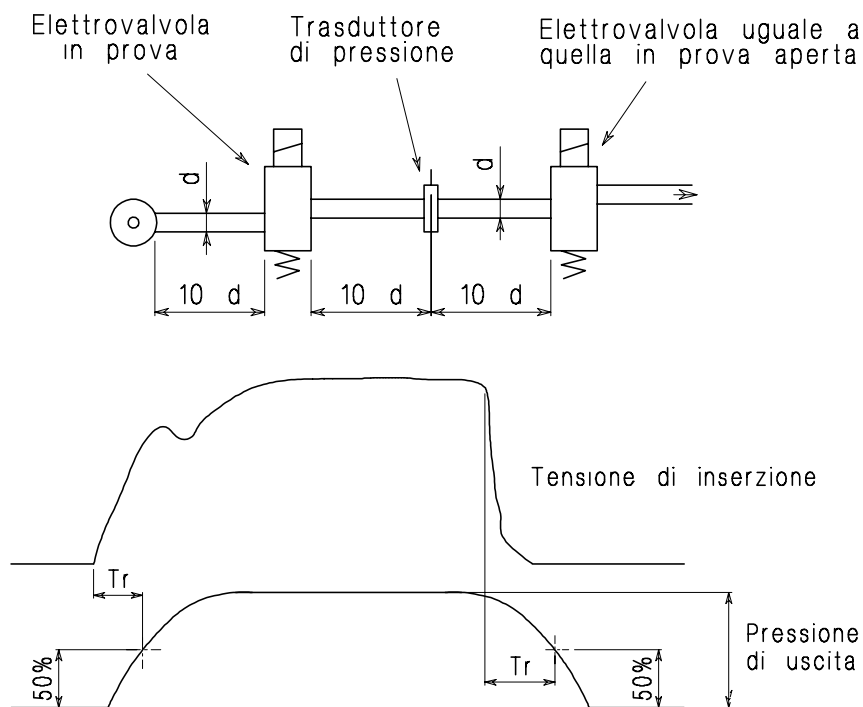 Elettrovalvola
in prova
Trasduttore
di pressione
Elettrovalvola uguale a
quella in prova aperta
d
d
10 d
10 d
10 d
Tensione di inserzione
Tr
50%
Tr
50%
Pressione
di uscita